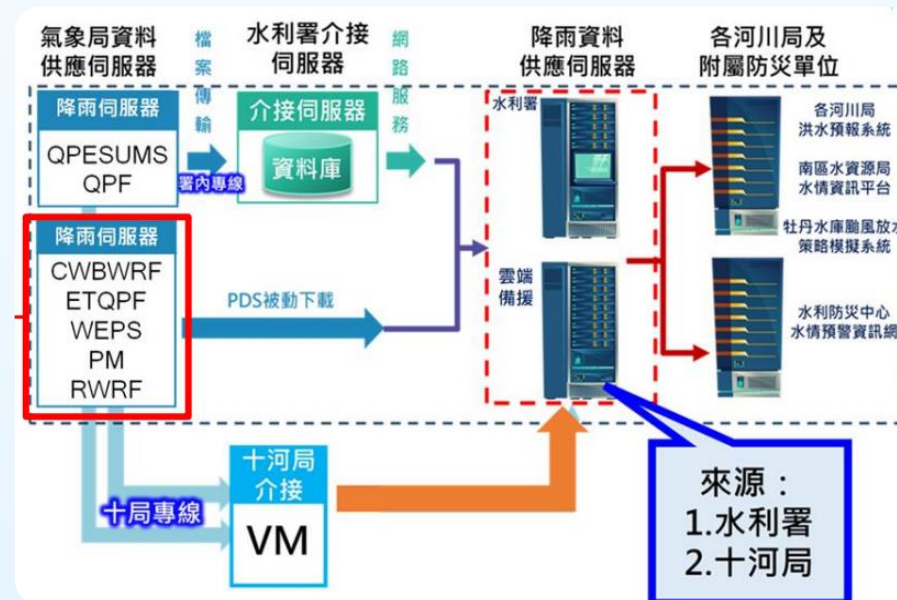 氣象局資料
供應伺服器
檔案傳輸
水利署介接
伺服器
網路服務
降雨資料
供應伺服器
各河川局及
附屬防災單位
降雨伺服器
QPESUMS
QPF
署內專線
介接伺服器
資料庫
水利署
各河川局
洪水預報系統
南區水資源局
水情資訊平台
牡丹水庫颱風放水
策略模擬系統
降雨伺服器
CWBWRF
ETQPF
WEPS
PM
RWRF
PDS被動下載
雲端
備援
水利防災中心
水情預警資訊網
十局專線
十河局
介接
VM
來源：
1.水利署
2.十河局